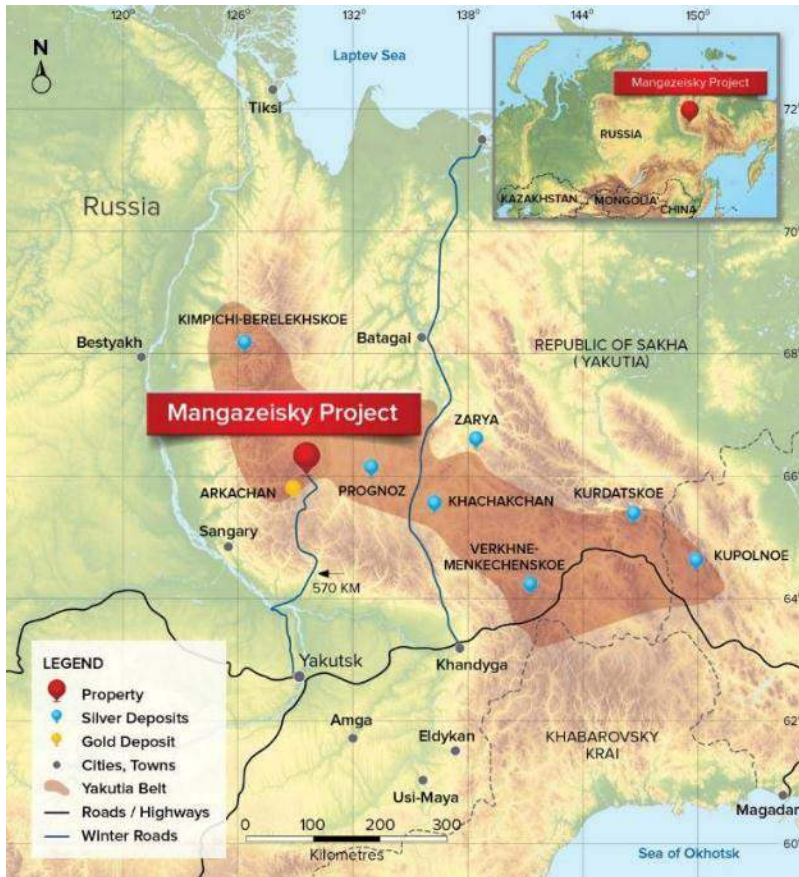 120°
126°
132°
138°
144°
150°
N
Laptev Sea
Tiksi
Mangazeisky Project
RUSSIA
KAZAKHSTAN
MONGOLIA
CHINA
72°
Russia
70°
KIMPICHI-BERELEKHSKOE
Bestyakh
Batagai
REPUBLIC OF SAKHA
(YAKUTIA)
68°
Mangazeisky Project
ZARYA
66°
ARKACHAN
PROGNOZ
KHACHAKCHAN
KURDATSKOE
Sangary
VERKHNE-
MENKECHENSKOE
KUPOLNOE
570 KM
64°
LEGEND
Property
Silver Deposits
Gold Deposit
Cities, Towns
Yakutia Belt
Roads / Highways
Winter Roads
Yakutsk
Khandyga
62°
Amga
Eldykan
KHABAROVSKY
KRAI
Usi-Maya
Magadan
0 100 200 300
Kilometres
60°
Sea of Okhotsk